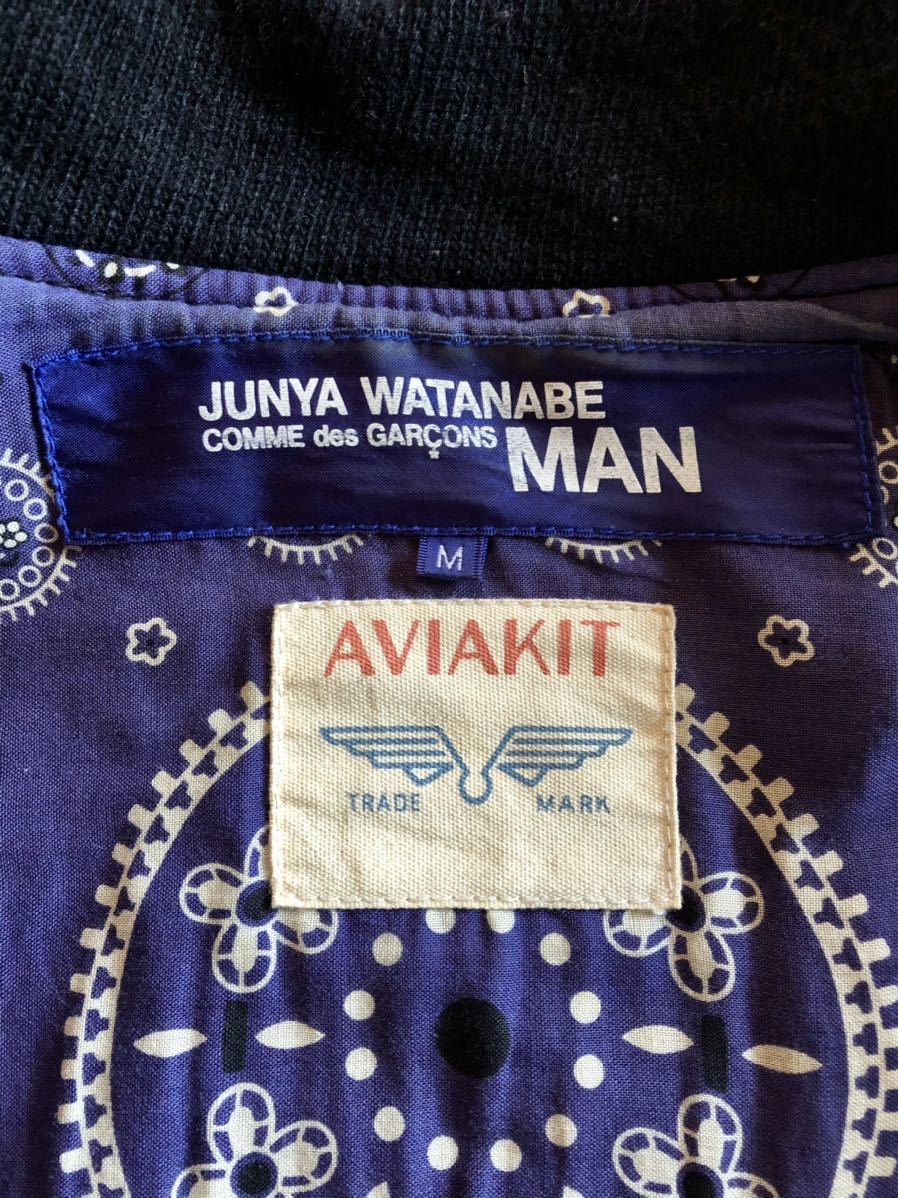 JUNYA WATANABE
COMME des GARÇONS MAN
M
AVIAKIT
TRADE MARK